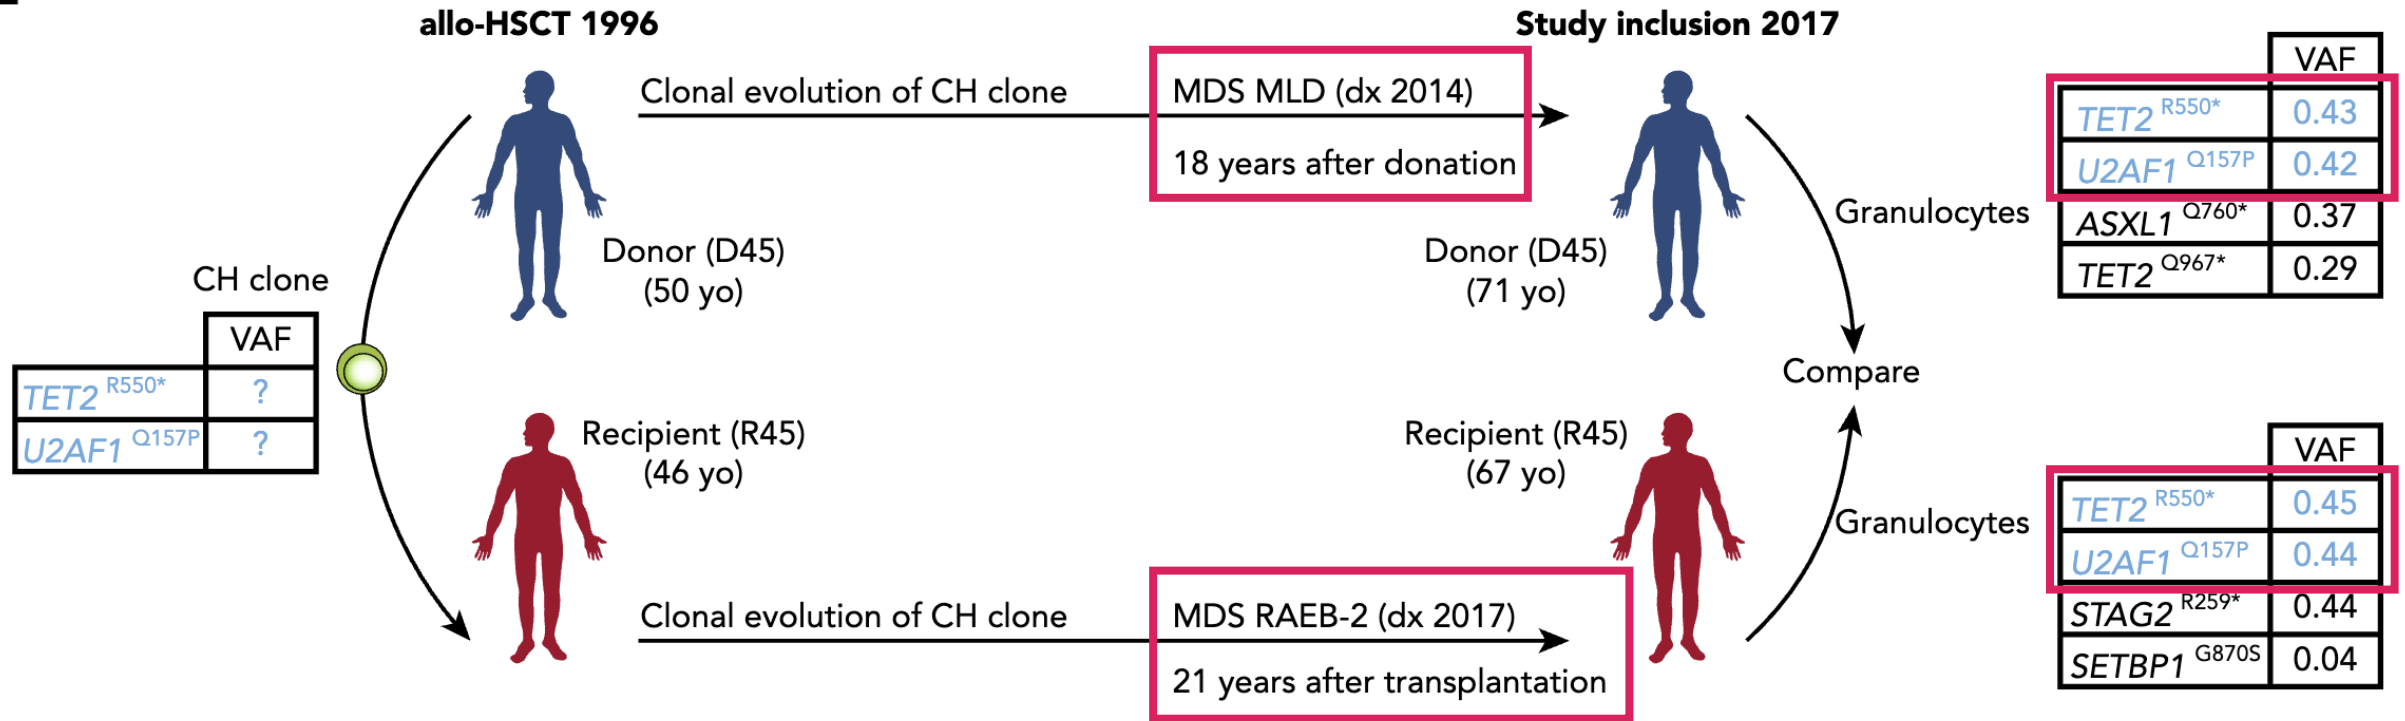 allo-HSCT 1996
Study inclusion 2017
Clonal evolution of CH clone
MDS MLD (dx 2014)
18 years after donation
Donor (D45)
(50 yo)
Donor (D45)
(71 yo)
Granulocytes
VAF
TET2 R550* 0.43
U2AF1 Q157P 0.42
ASXL1 Q760* 0.37
TET2 Q967* 0.29
CH clone
VAF
TET2 R550* ?
U2AF1 Q157P ?
Compare
Recipient (R45)
(46 yo)
Recipient (R45)
(67 yo)
Clonal evolution of CH clone
MDS RAEB-2 (dx 2017)
21 years after transplantation
Granulocytes
VAF
TET2 R550* 0.45
U2AF1 Q157P 0.44
STAG2 R259* 0.44
SETBP1 G870S 0.04